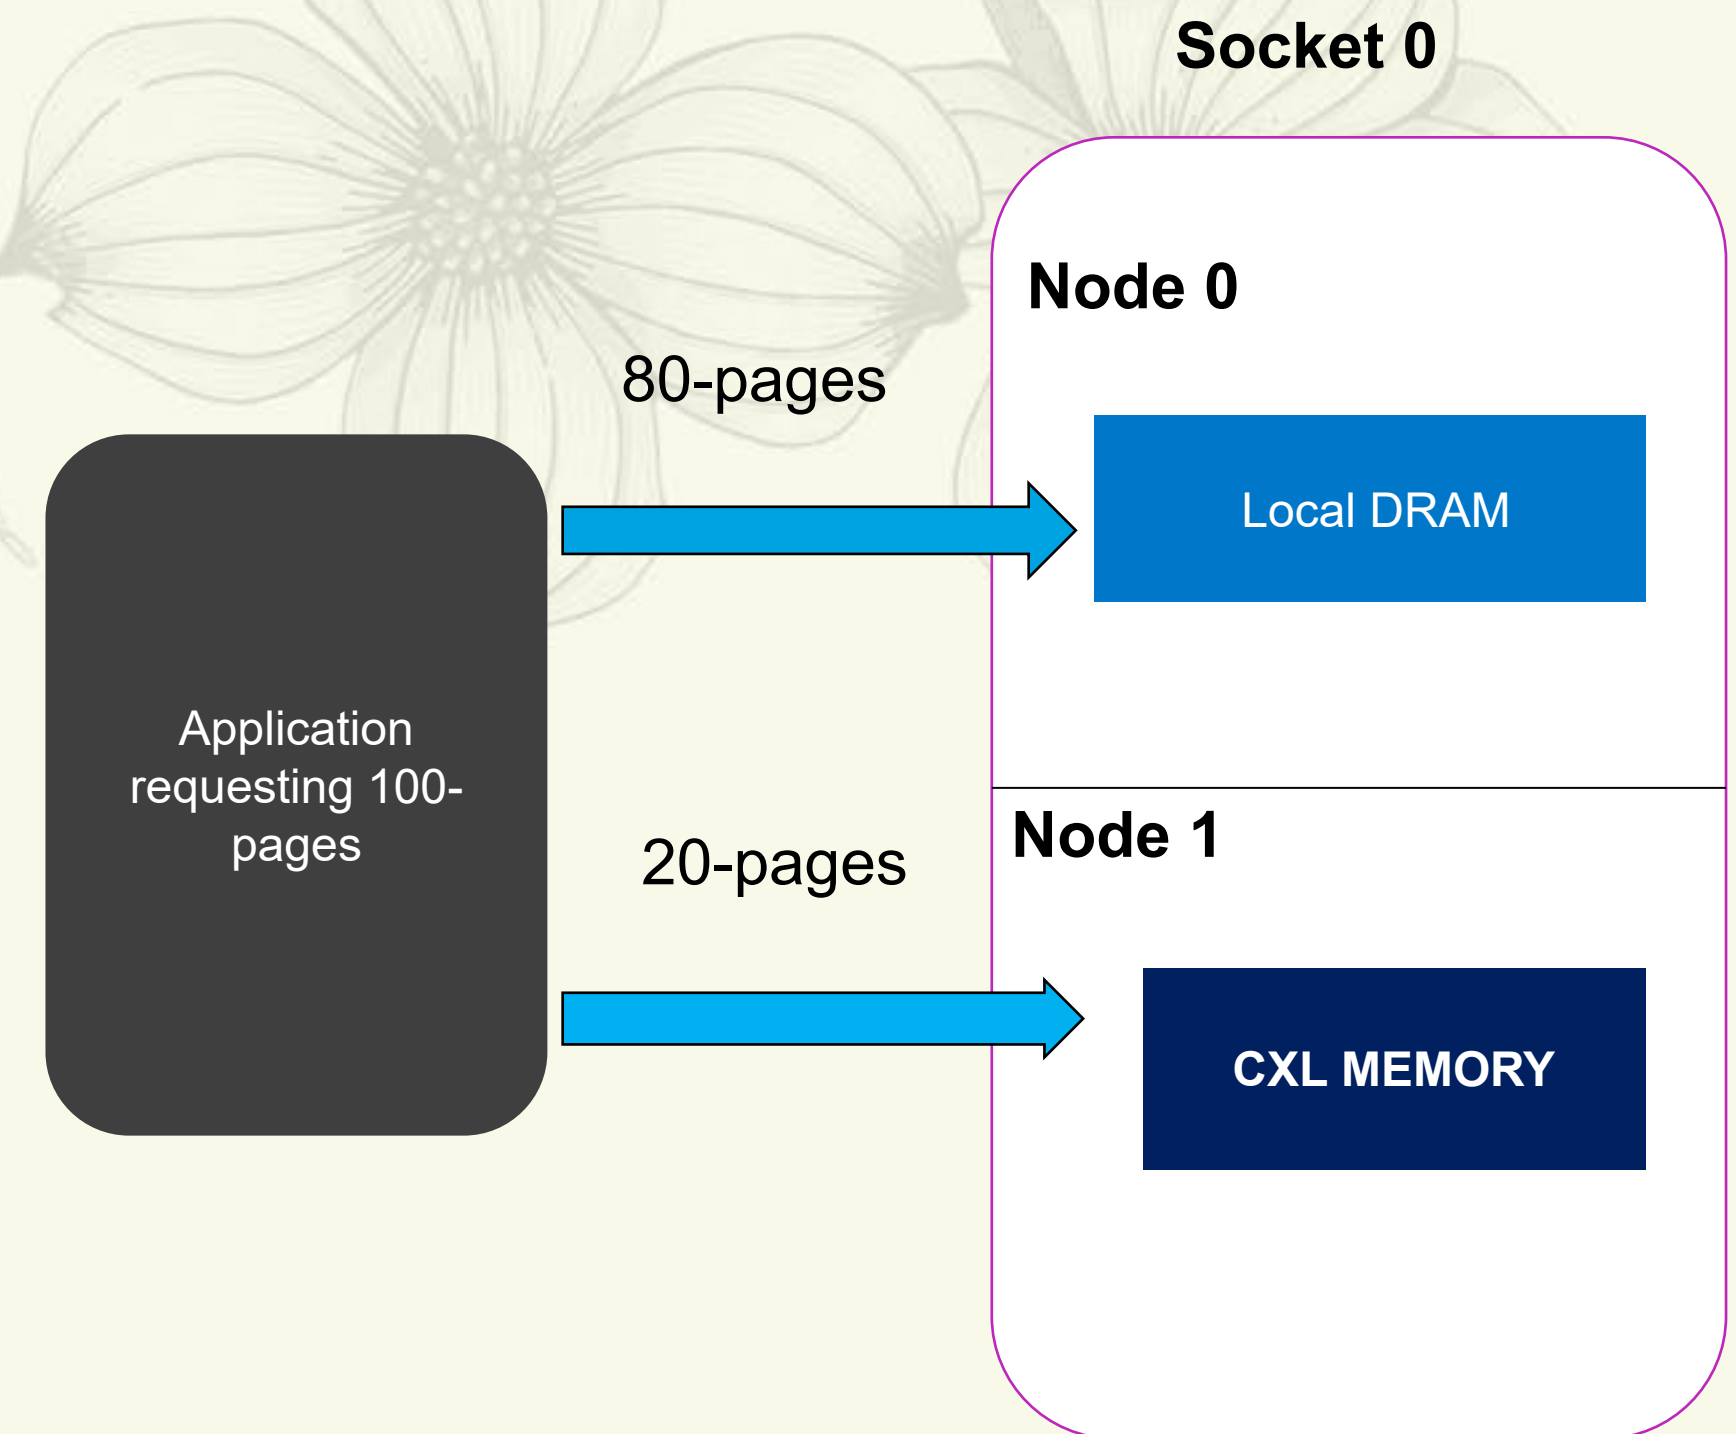 Socket 0
Node 0
80-pages
Local DRAM
Application
requesting 100-
pages
Node 1
20-pages
CXL MEMORY